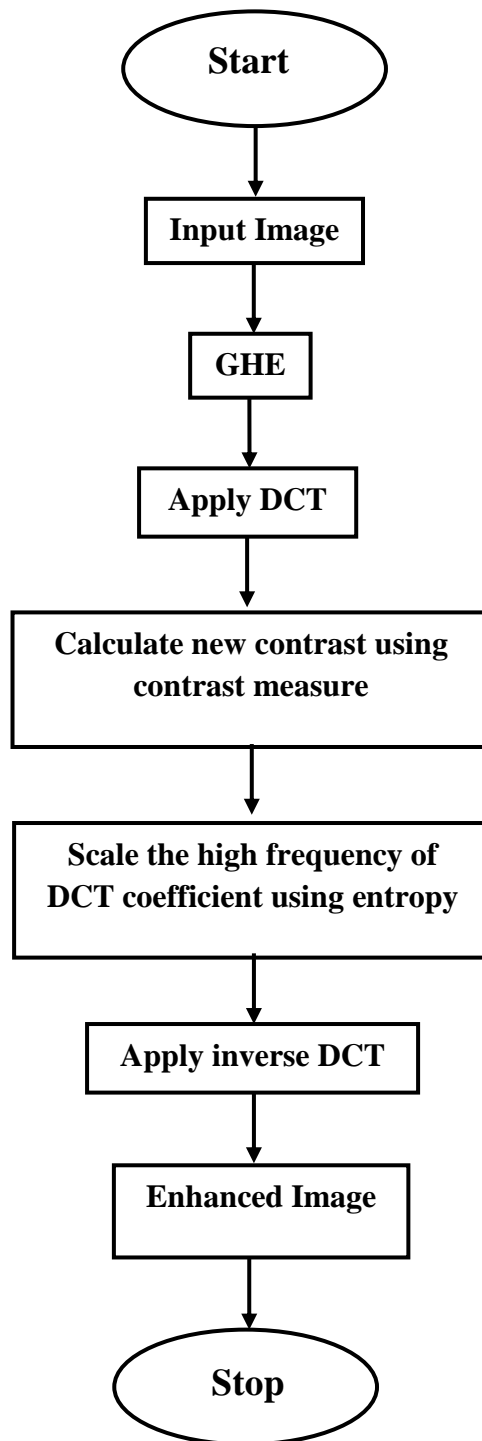 Start
Input Image
GHE
Apply DCT
Calculate new contrast using
contrast measure
Scale the high frequency of
DCT coefficient using entropy
Apply inverse DCT
Enhanced Image
Stop